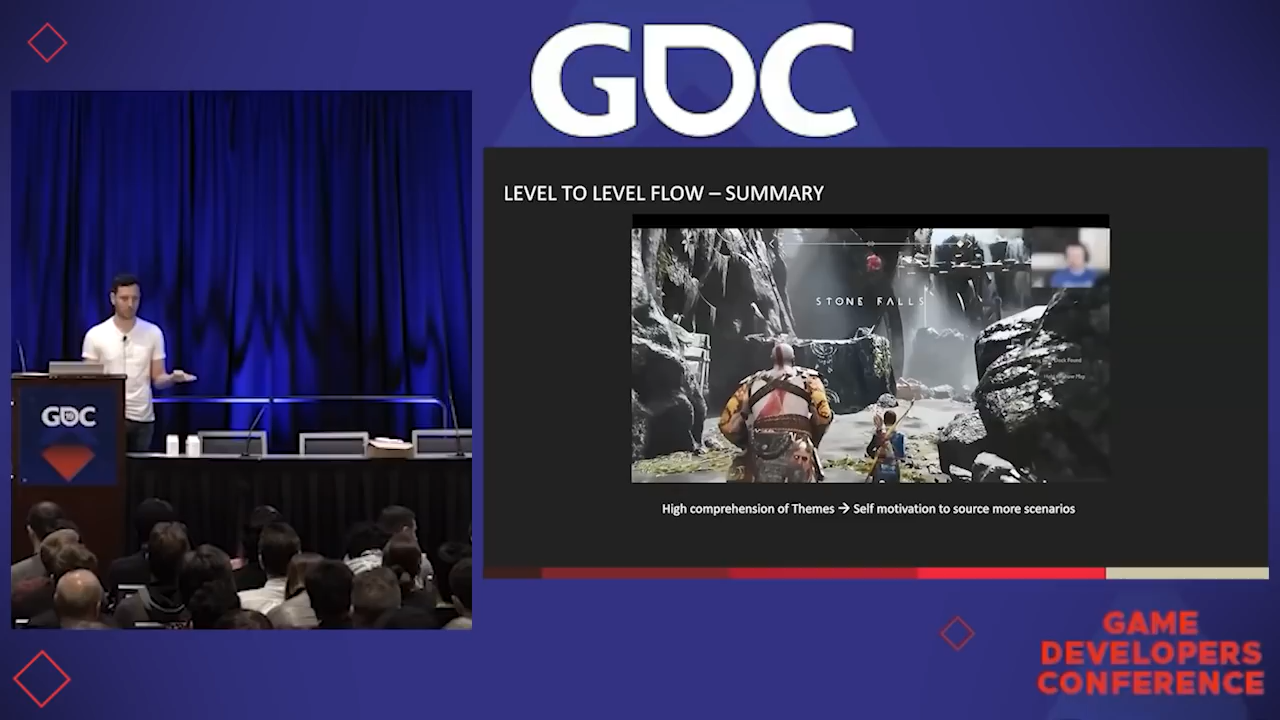 GDC
LEVEL TO LEVEL FLOW – SUMMARY
STONE FALLS
High comprehension of Themes → Self motivation to source more scenarios
GDC
GAME
DEVELOPERS
CONFERENCE